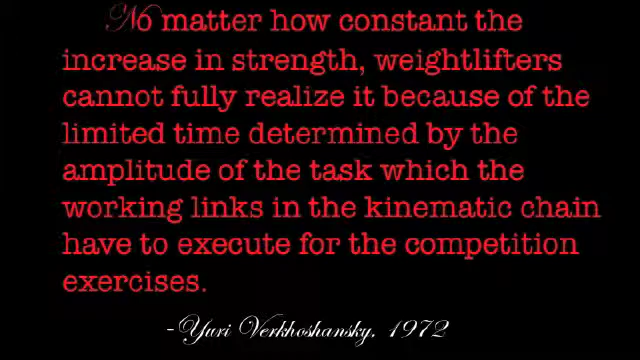 No matter how constant the
increase in strength, weightlifters
cannot fully realize it because of the
limited time determined by the
amplitude of the task which the
working links in the kinematic chain
have to execute for the competition
exercises.
-Yuri Verkhoshansky, 1972